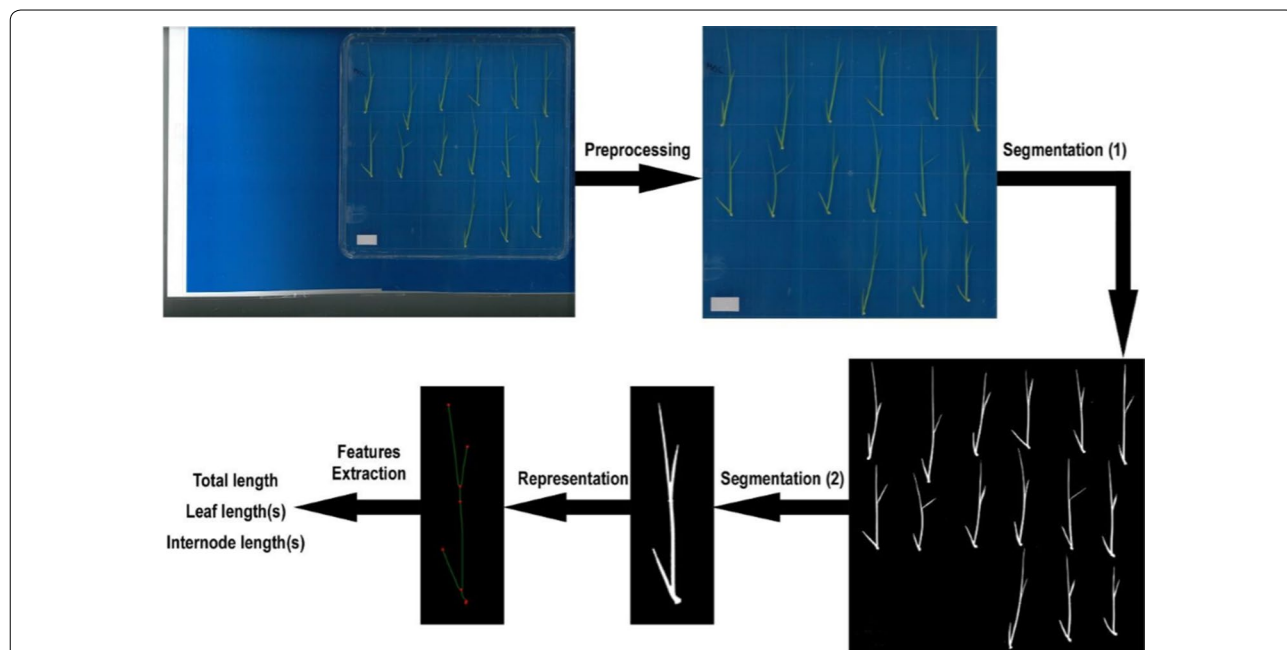 Preprocessing
Segmentation (1)
Segmentation (2)
Representation
Features
Extraction
Total length
Leaf length(s)
Internode length(s)